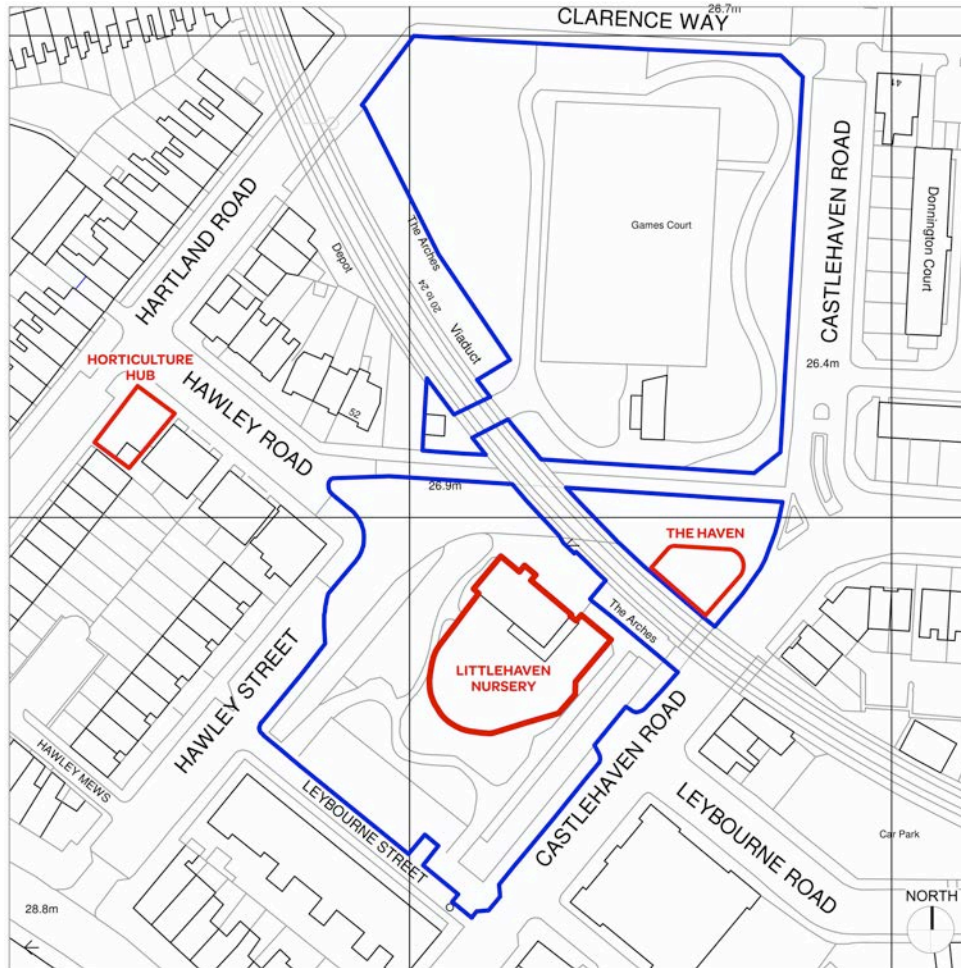 26.7m
CLARENCE WAY
41
CASTLEHAVEN ROAD
Donnington Court
Games Court
The Arches
20 to 24
Viaduct
Depot
HARTLAND ROAD
26.4m
HORTICULTURE
HUB
HAWLEY ROAD
52
26.9m
THE HAVEN
The Arches
LITTLEHAVEN
NURSERY
HAWLEY STREET
HAWLEY MEWS
LEYBOURNE STREET
CASTLEHAVEN ROAD
LEYBOURNE ROAD
Car Park
NORTH
28.8m